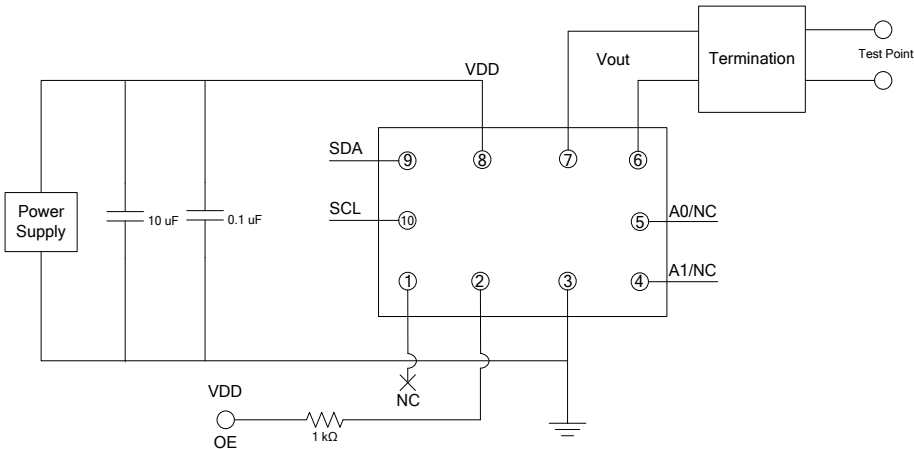 Termination
Test Point
Vout
VDD
SDA
9
8
7
6
Power
Supply
10 uF
0.1 uF
SCL
10
5
A0/NC
1
2
3
4
A1/NC
VDD
NC
OE
1 kΩ